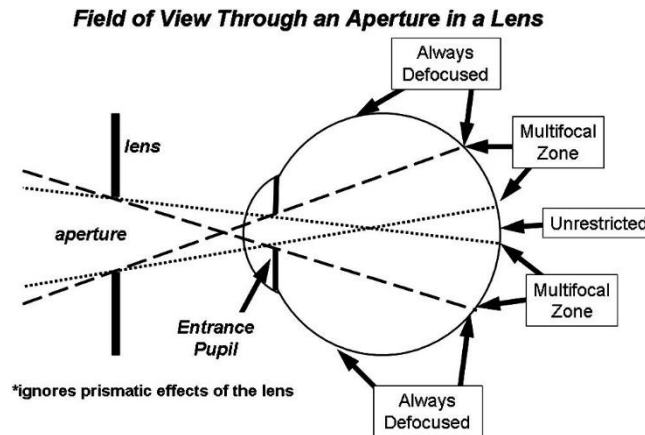 Field of View Through an Aperture in a Lens
Always
Defocused
lens
Multifocal
Zone
aperture
Unrestricted
Multifocal
Zone
Entrance
Pupil
*ignores prismatic effects of the lens
Always
Defocused